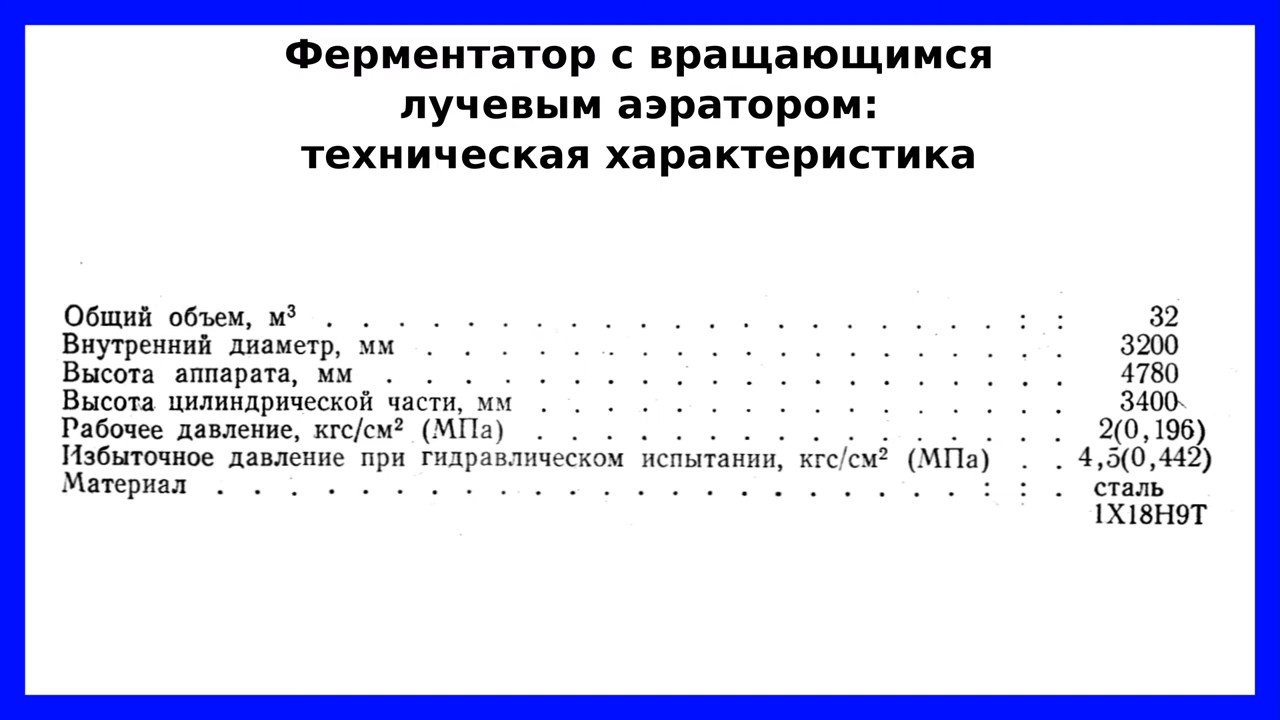 Ферментатор с вращающимся
лучевым аэратором:
техническая характеристика
Общий объем, м³ . . . . . . . . . . . . . . . . . . . : : 32
Внутренний диаметр, мм . . . . . . . . . . . . . . . . . . 3200
Высота аппарата, мм . . . . . . . . . . . . . . . . . . . 4780
Высота цилиндрической части, мм . . . . . . . . . . . . . . . 3400
Рабочее давление, кгс/см² (МПа) . . . . . . . . . . . . . . . 2(0,196)
Избыточное давление при гидравлическом испытании, кгс/см² (МПа) . . 4,5(0,442)
Материал . . . . . . . . . . . . . . . . . . . . . : : . сталь
1Х18Н9Т